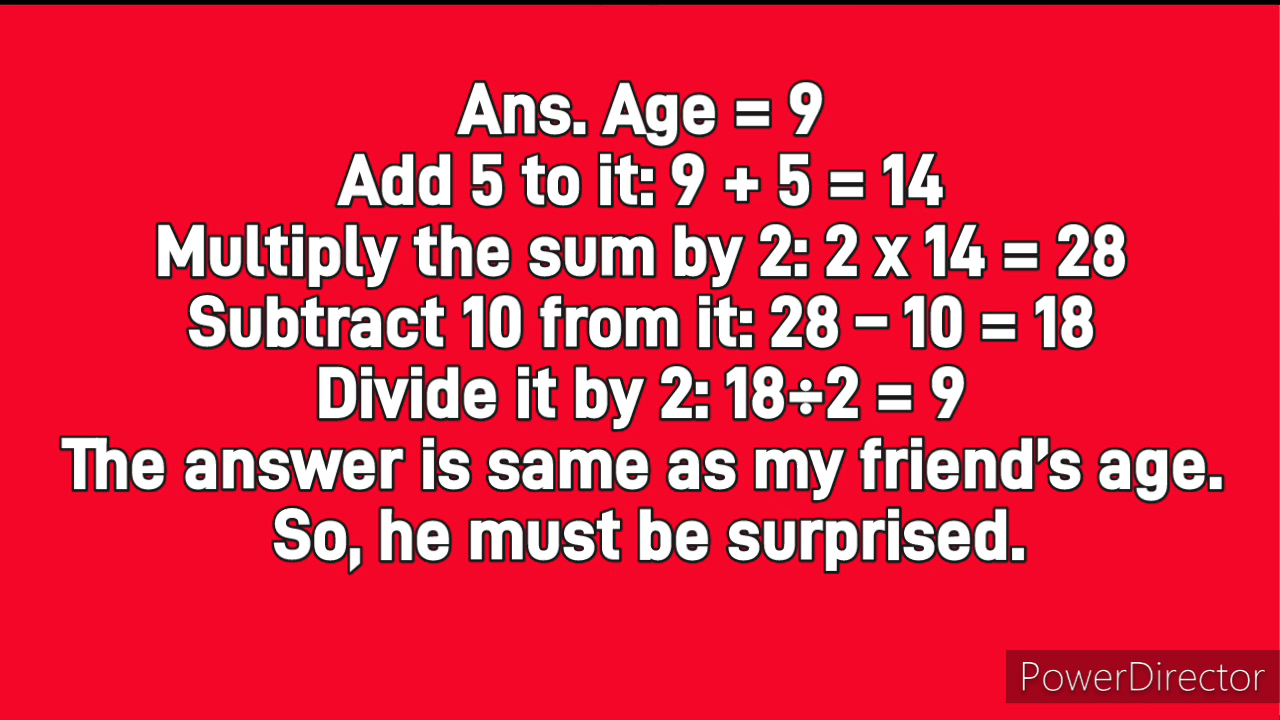 Ans. Age = 9
Add 5 to it: 9 + 5 = 14
Multiply the sum by 2: 2 x 14 = 28
Subtract 10 from it: 28 – 10 = 18
Divide it by 2: 18÷2 = 9
The answer is same as my friend’s age.
So, he must be surprised.
PowerDirector